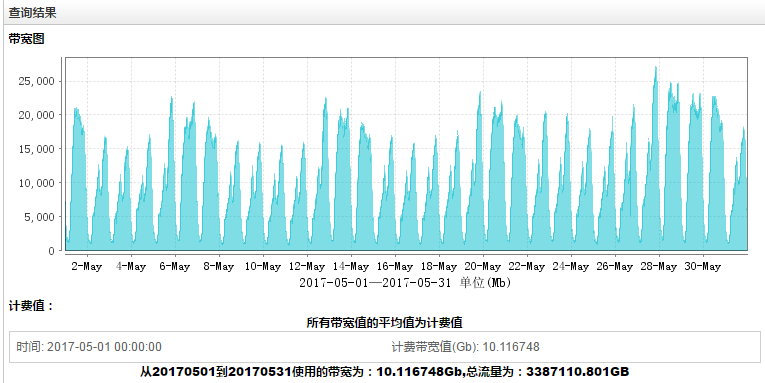 查询结果
带宽图
25,000
20,000
15,000
10,000
5,000
0
2-May 4-May 6-May 8-May 10-May 12-May 14-May 16-May 18-May 20-May 22-May 24-May 26-May 28-May 30-May
2017-05-01——2017-05-31 单位(Mb)
计费值：
所有带宽值的平均值为计费值
时间: 2017-05-01 00:00:00 计费带宽值(Gb): 10.116748
从20170501到20170531使用的带宽为：10.116748Gb,总流量为：3387110.801GB